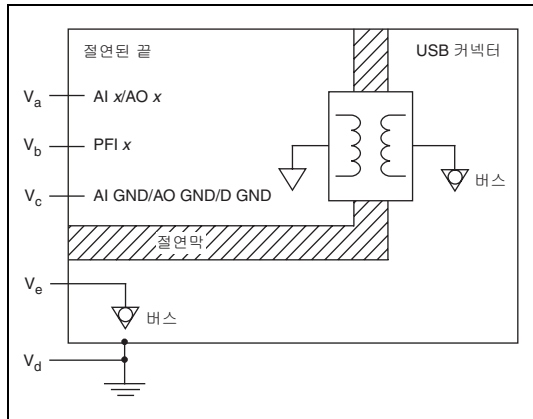 절연된 끝
USB 커넥터
Va
AI x/AO x
Vb
PFI x
버스
Vc
AI GND/AO GND/D GND
절연막
Ve
버스
Vd